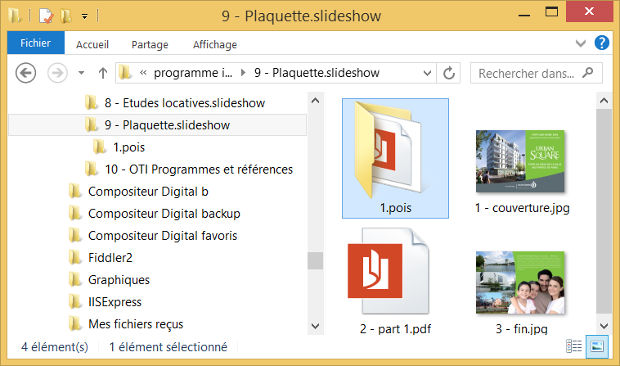 9 - Plaquette.slideshow
Fichier Accueil Partage Affichage
« programme i... 9 - Plaquette.slideshow Rechercher dans...
8 - Etudes locatives.slideshow
9 - Plaquette.slideshow
1.pois
10 - OTI Programmes et références
Compositeur Digital b
Compositeur Digital backup
Compositeur Digital favoris
Fiddler2
Graphiques
IISExpress
Mes fichiers reçus
1.pois
URBAN
SQUARE
1 - couverture.jpg
2 - part 1.pdf
3 - fin.jpg
4 élément(s) 1 élément sélectionné